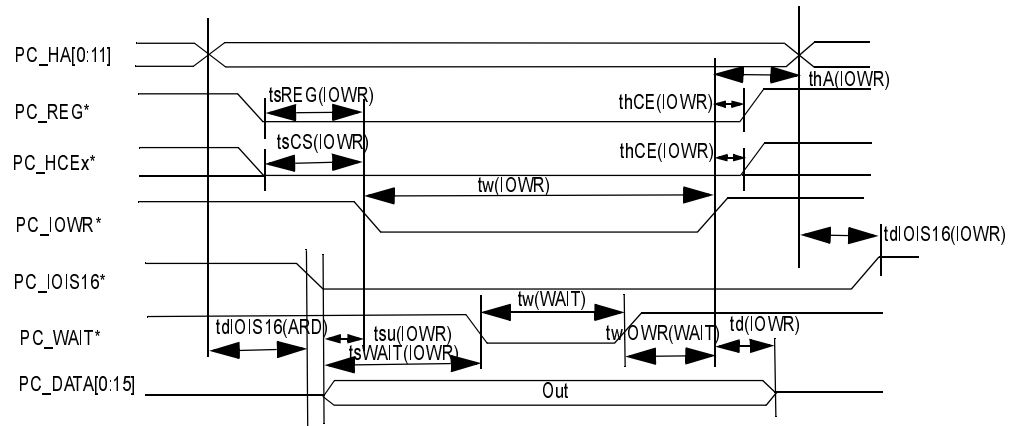 PC_HA[0:11]
thA(IOWR)
tsREG(IOWR)
thCE(IOWR)
PC_REG*
tsCS(IOWR)
thCE(IOWR)
PC_HCEx*
tw(IOWR)
PC_IOWR*
tdIOIS16(IOWR)
PC_IOIS16*
tw(WAIT)
tdIOIS16(ARD)
tsu(IOWR)
twIOWR(WAIT)
td(IOWR)
PC_WAIT*
tsWAIT(IOWR)
PC_DATA[0:15]
Out